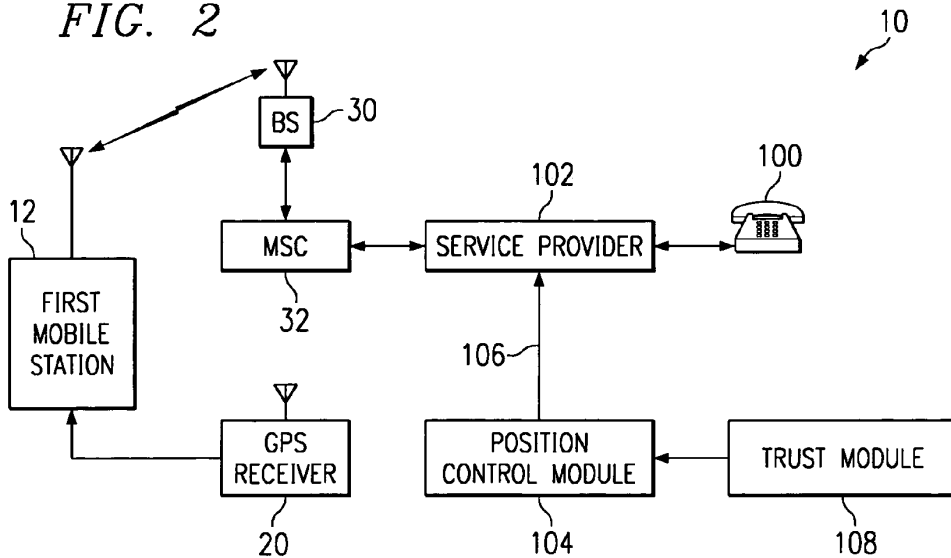 FIG. 2
10
BS
30
100
102
12
MSC
SERVICE PROVIDER
32
FIRST
MOBILE
STATION
106
GPS
RECEIVER
POSITION
CONTROL MODULE
TRUST MODULE
20
104
108